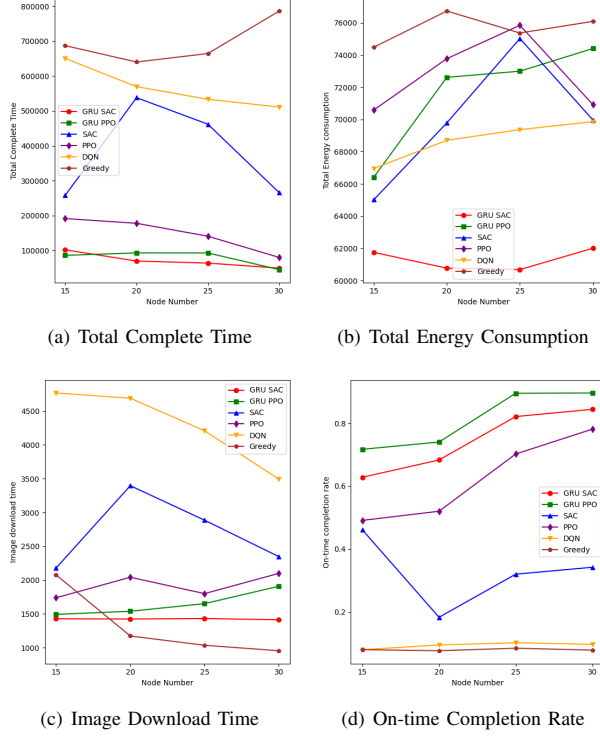 800000
700000
600000
500000
400000
300000
200000
100000
Total Complete Time
GRU SAC
GRU PPO
SAC
PPO
DQN
Greedy
15 20 25 30
Node Number
(a) Total Complete Time
76000
74000
72000
70000
68000
66000
64000
62000
60000
Total Energy consumption
GRU SAC
GRU PPO
SAC
PPO
DQN
Greedy
15 20 25 30
Node Number
(b) Total Energy Consumption
4500
4000
3500
3000
2500
2000
1500
1000
Image download time
GRU SAC
GRU PPO
SAC
PPO
DQN
Greedy
15 20 25 30
Node Number
(c) Image Download Time
0.8
0.6
0.4
0.2
On-time completion rate
GRU SAC
GRU PPO
SAC
PPO
DQN
Greedy
15 20 25 30
Node Number
(d) On-time Completion Rate